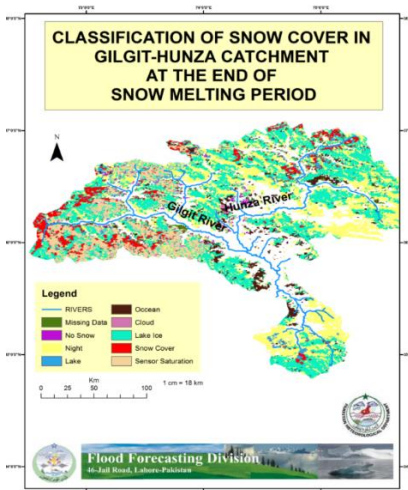 CLASSIFICATION OF SNOW COVER IN
GILGIT-HUNZA CATCHMENT
AT THE END OF
SNOW MELTING PERIOD
N
Gilgit River
Hunza River
Legend
RIVERS
Missing Data
No Snow
Night
Lake
Occean
Cloud
Lake Ice
Snow Cover
Sensor Saturation
Km
0 25 50 100
1 cm = 18 km
Flood Forecasting Division
46-Jail Road, Lahore-Pakistan